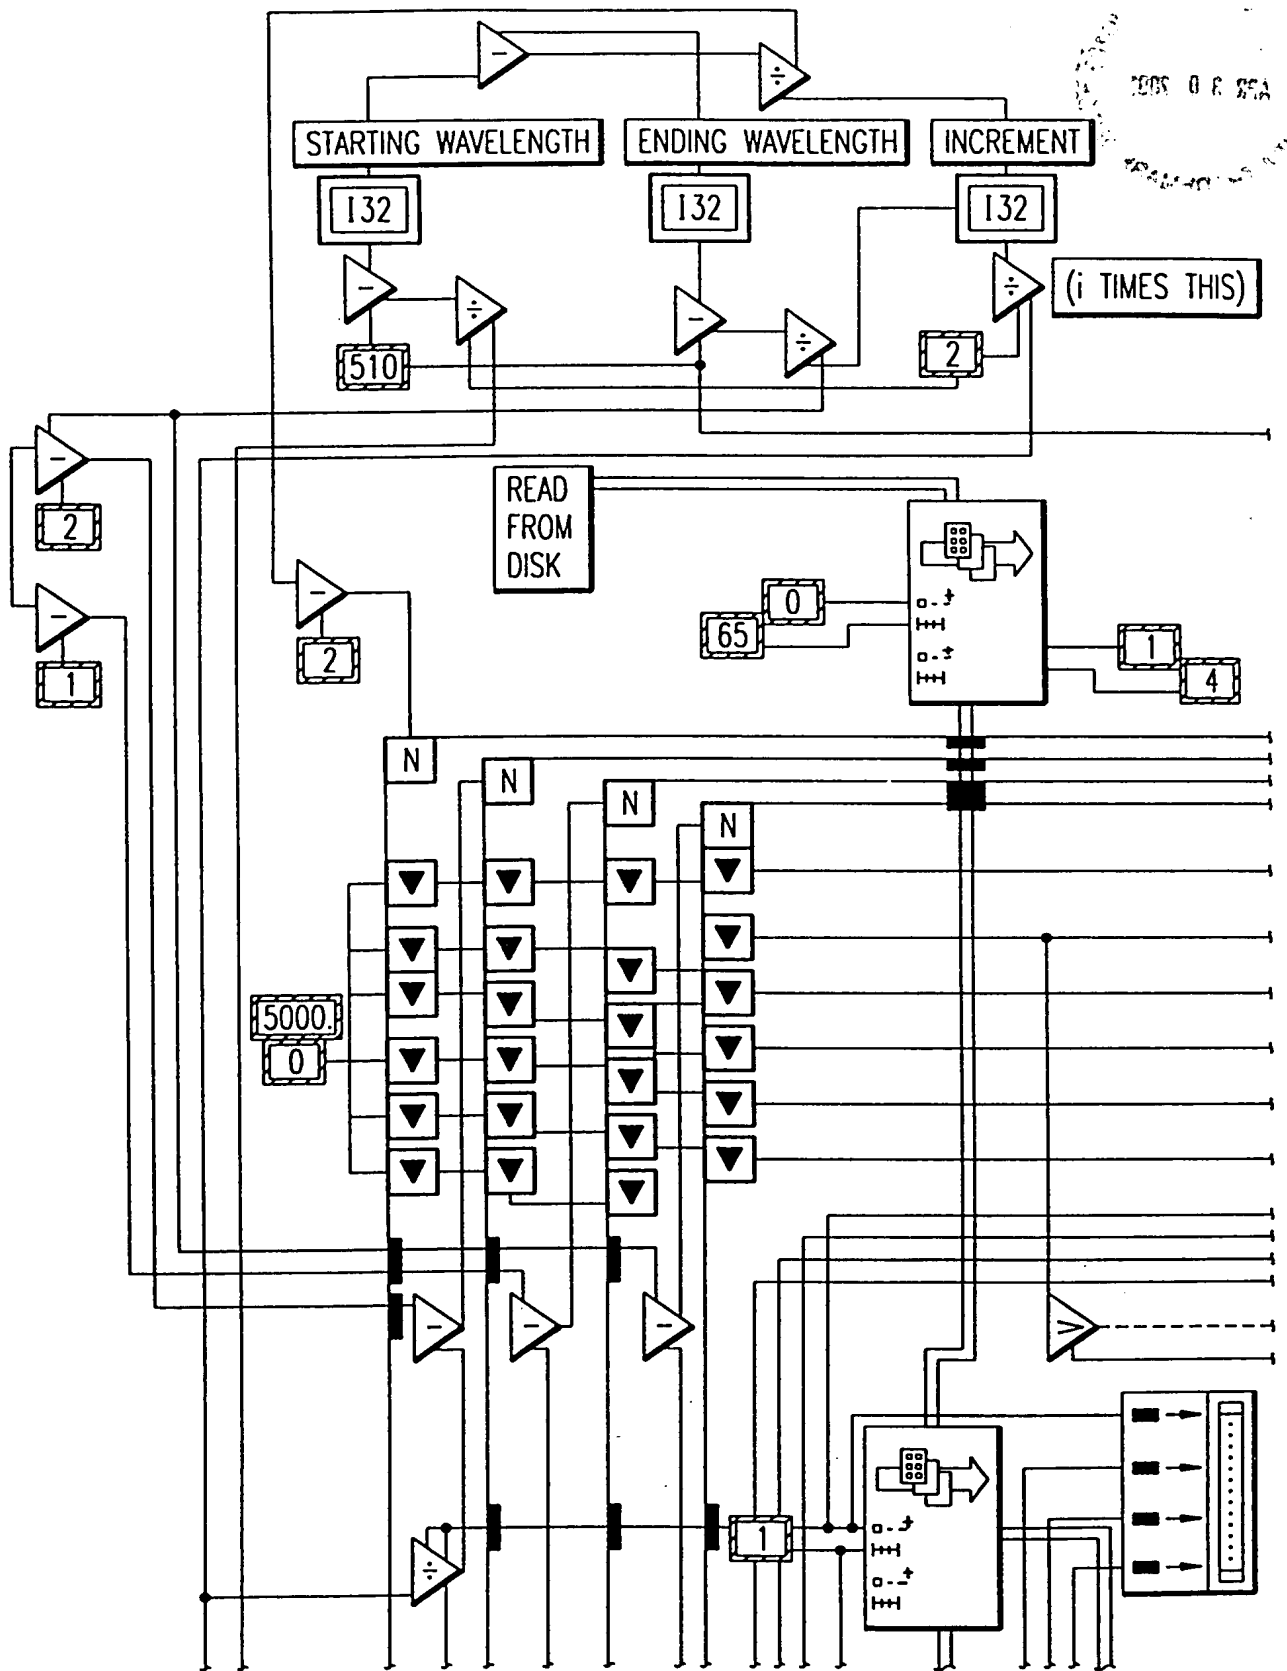 -
÷
STARTING WAVELENGTH
ENDING WAVELENGTH
INCREMENT
I32
I32
I32
-
÷
-
÷
÷
(i TIMES THIS)
510
2
-
2
READ
FROM
DISK
-
1
-
2
0
65
1
4
N
N
N
N
5000.
0
-
-
-
>
1
÷